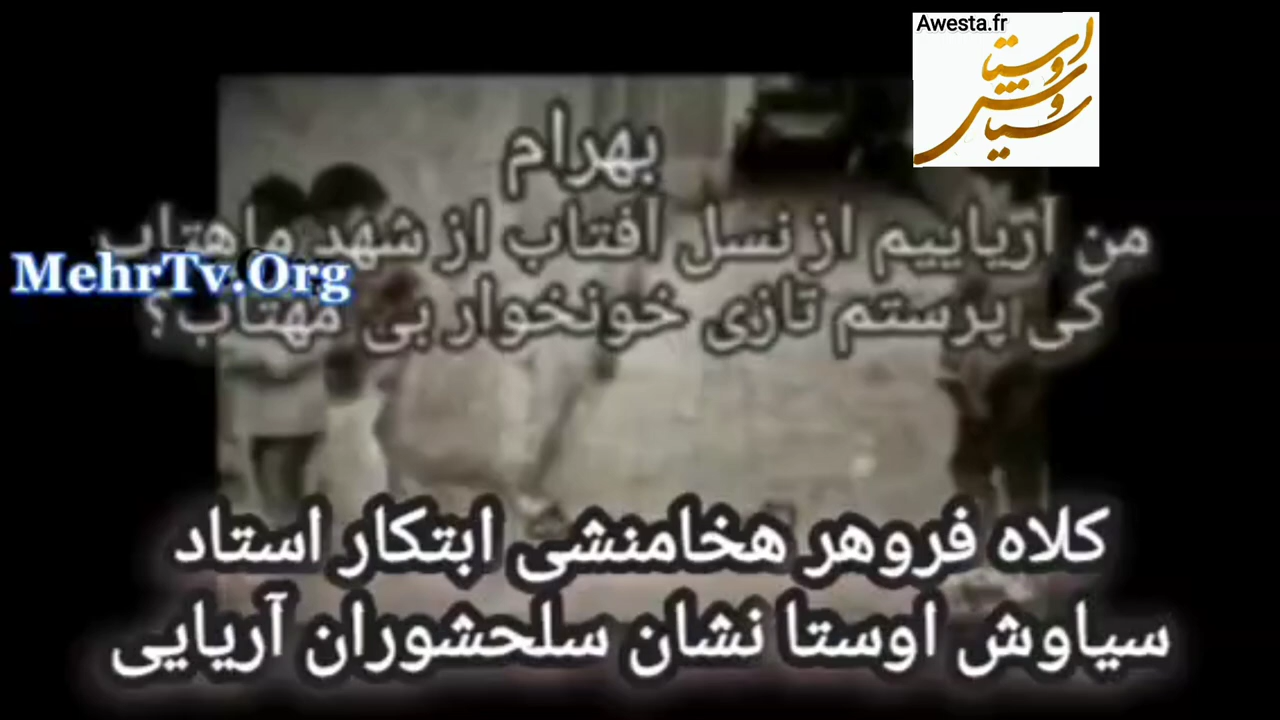 Awesta.fr
اوستا
سیاوش
بهرام
من آریاییم از نسل آفتاب از شهد ماهتاب
MehrTv.Org
کی پرستم تازی خونخوار بی مهتاب؟
کلاه فروهر هخامنشی ابتکار استاد
سیاوش اوستا نشان سلحشوران آریایی